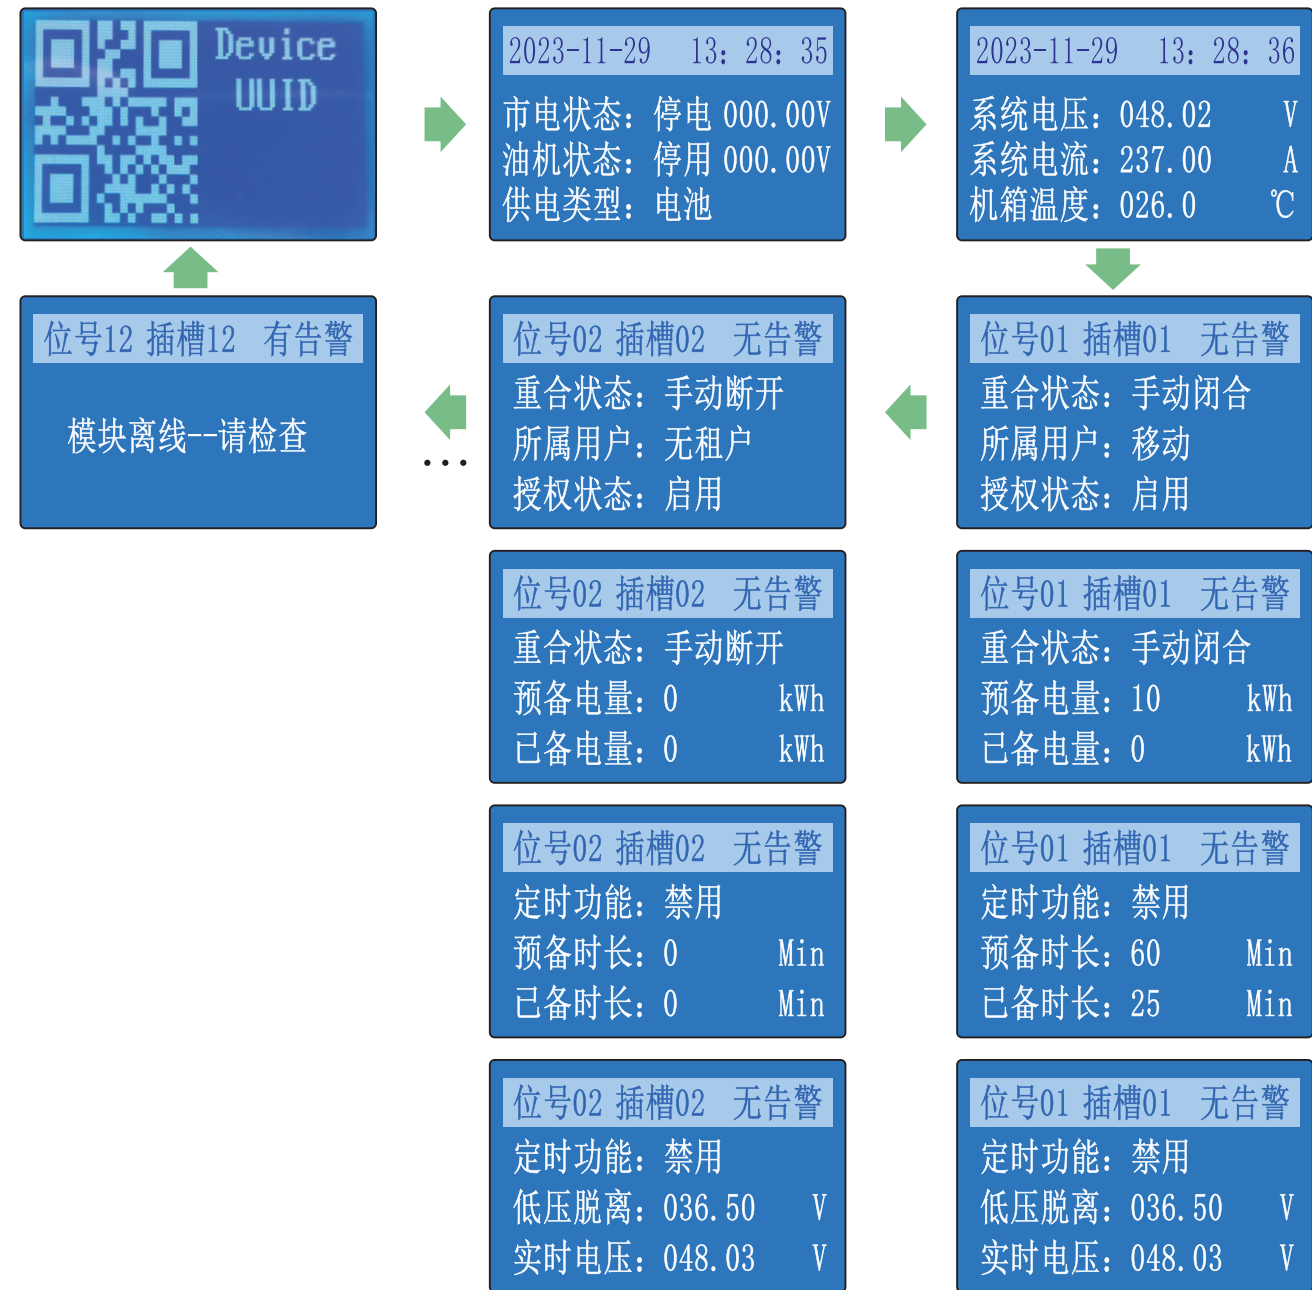 Device
UUID
2023-11-29 13: 28: 35
市电状态: 停电 000.00V
油机状态: 停用 000.00V
供电类型: 电池
2023-11-29 13: 28: 36
系统电压: 048.02 V
系统电流: 237.00 A
机箱温度: 026.0 ℃
位号12 插槽12 有告警
模块离线--请检查
位号02 插槽02 无告警
重合状态: 手动断开
所属用户: 无租户
授权状态: 启用
位号01 插槽01 无告警
重合状态: 手动闭合
所属用户: 移动
授权状态: 启用
...
位号02 插槽02 无告警
重合状态: 手动断开
预备电量: 0 kWh
已备电量: 0 kWh
位号01 插槽01 无告警
重合状态: 手动闭合
预备电量: 10 kWh
已备电量: 0 kWh
位号02 插槽02 无告警
定时功能: 禁用
预备时长: 0 Min
已备时长: 0 Min
位号01 插槽01 无告警
定时功能: 禁用
预备时长: 60 Min
已备时长: 25 Min
位号02 插槽02 无告警
定时功能: 禁用
低压脱离: 036.50 V
实时电压: 048.03 V
位号01 插槽01 无告警
定时功能: 禁用
低压脱离: 036.50 V
实时电压: 048.03 V